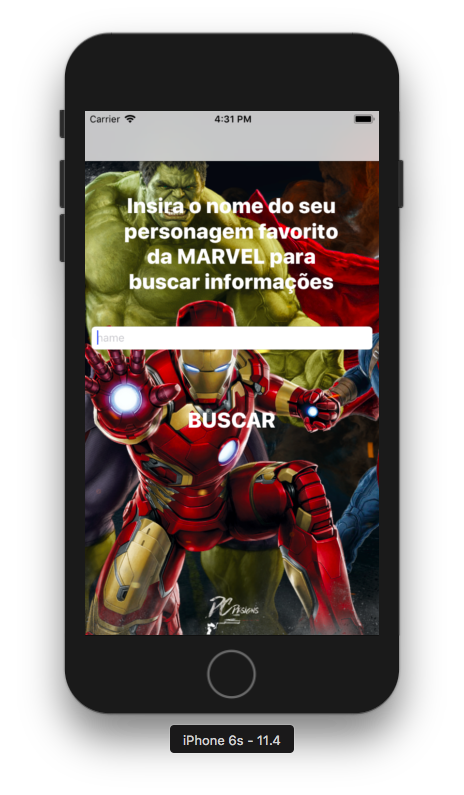 Carrier 4:31 PM
Insira o nome do seu
personagem favorito
da MARVEL para
buscar informações
name
BUSCAR
PC DESIGNS
iPhone 6s - 11.4